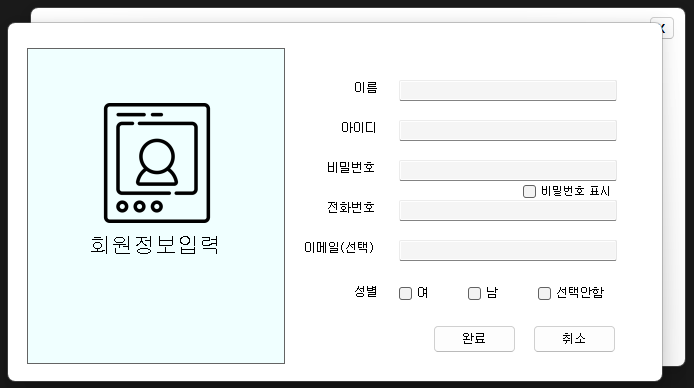 X
회원정보입력
이름
아이디
비밀번호
비밀번호 표시
전화번호
이메일(선택)
성별 여 남 선택안함
완료 취소